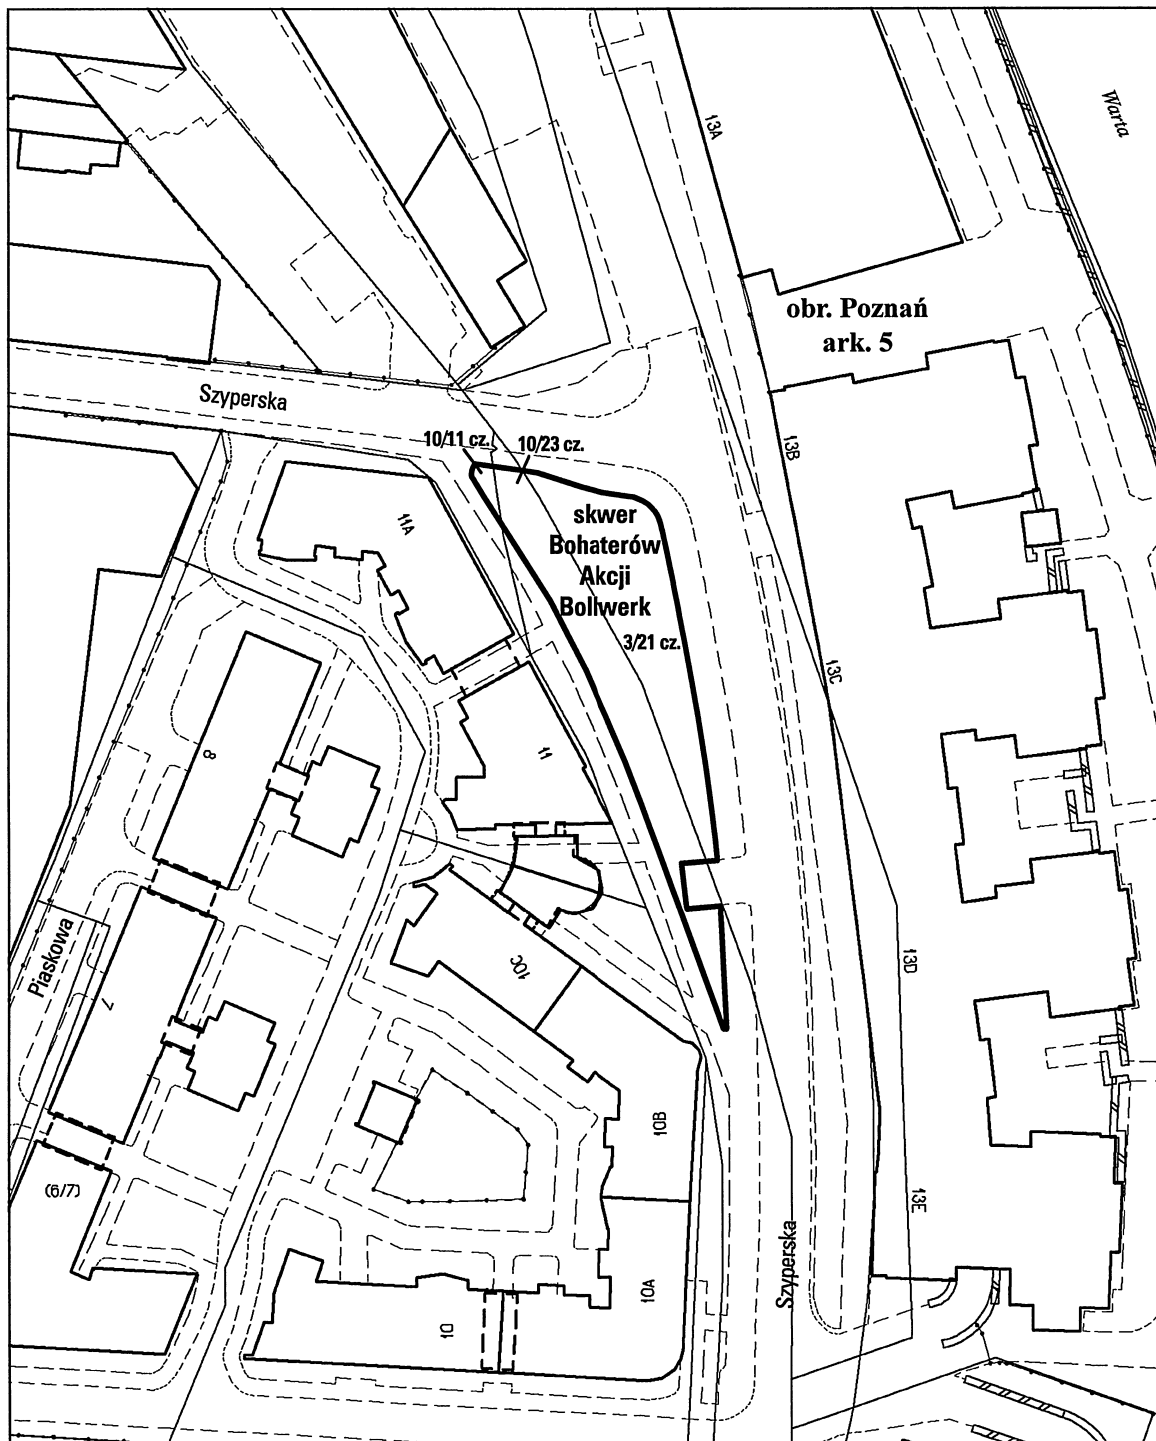 Warta
13A
obr. Poznań
ark. 5
Szyperska
10/11 cz.
10/23 cz.
13B
skwer
Bohaterów
Akcji
Bollwerk
11A
3/21 cz.
13C
8
11
Piaskowa
7
10C
13D
10B
(6/7)
13E
Szyperska
10A
10